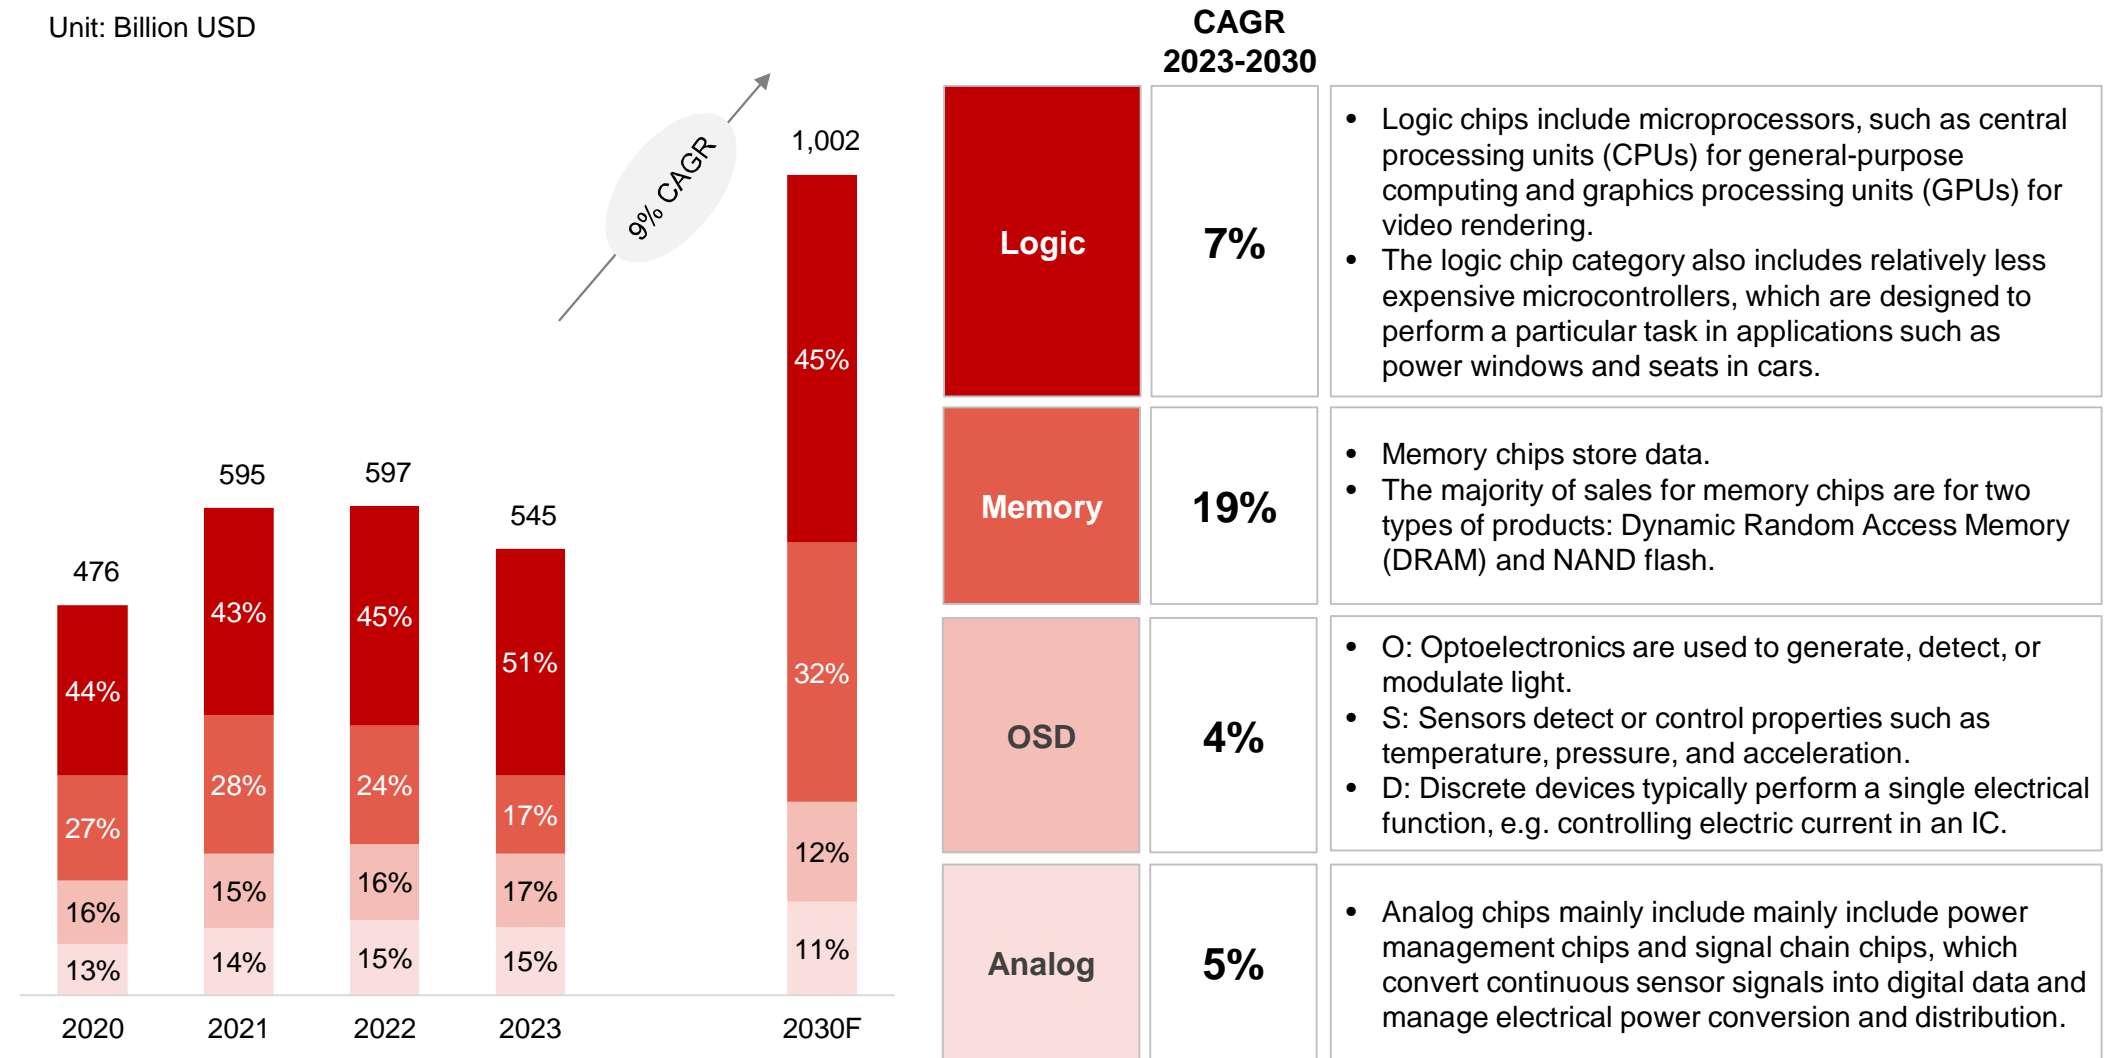 Unit: Billion USD
9% CAGR
476
44%
27%
16%
13%
2020
595
43%
28%
15%
14%
2021
597
45%
24%
16%
15%
2022
545
51%
17%
17%
15%
2023
1,002
45%
32%
12%
11%
2030F
CAGR
2023-2030
Logic
7%
• Logic chips include microprocessors, such as central
processing units (CPUs) for general-purpose
computing and graphics processing units (GPUs) for
video rendering.
• The logic chip category also includes relatively less
expensive microcontrollers, which are designed to
perform a particular task in applications such as
power windows and seats in cars.
Memory
19%
• Memory chips store data.
• The majority of sales for memory chips are for two
types of products: Dynamic Random Access Memory
(DRAM) and NAND flash.
OSD
4%
• O: Optoelectronics are used to generate, detect, or
modulate light.
• S: Sensors detect or control properties such as
temperature, pressure, and acceleration.
• D: Discrete devices typically perform a single electrical
function, e.g. controlling electric current in an IC.
Analog
5%
• Analog chips mainly include mainly include power
management chips and signal chain chips, which
convert continuous sensor signals into digital data and
manage electrical power conversion and distribution.